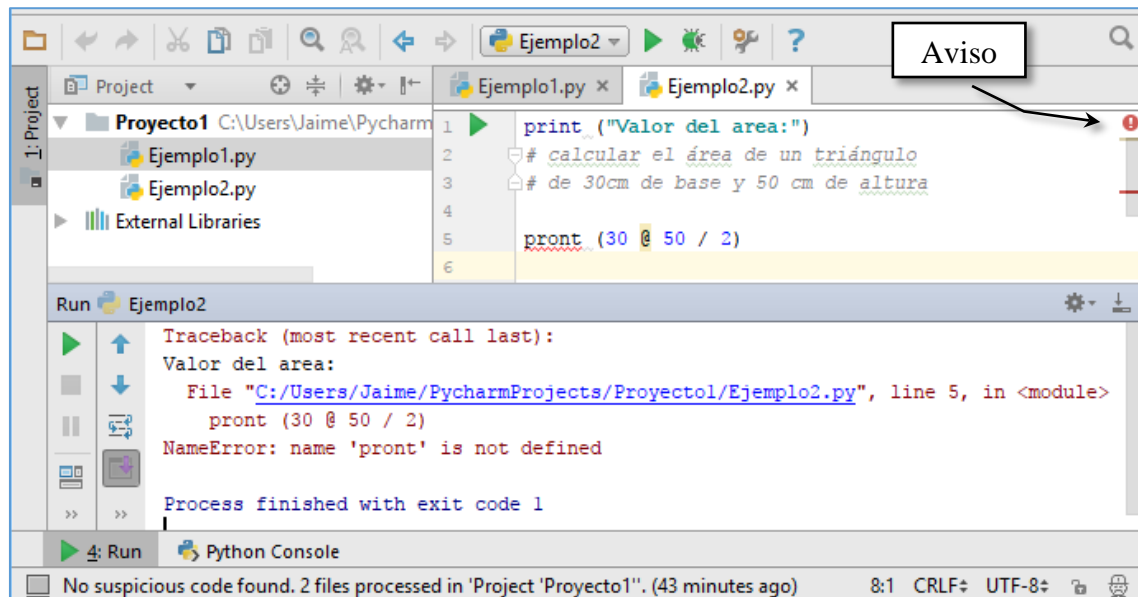 Ejemplo2
Aviso
1: Project
Project
Ejemplo1.py
Ejemplo2.py
Proyecto1 C:\Users\Jaime\Pycharm
Ejemplo1.py
Ejemplo2.py
External Libraries
1 print ("Valor del area:")
2 # calcular el área de un triángulo
3 # de 30cm de base y 50 cm de altura
4
5 pront (30 @ 50 / 2)
6
Run Ejemplo2
Traceback (most recent call last):
Valor del area:
File "C:/Users/Jaime/PycharmProjects/Proyecto1/Ejemplo2.py", line 5, in <module>
pront (30 @ 50 / 2)
NameError: name 'pront' is not defined
Process finished with exit code 1
4: Run Python Console
No suspicious code found. 2 files processed in 'Project 'Proyecto1''. (43 minutes ago) 8:1 CRLF UTF-8